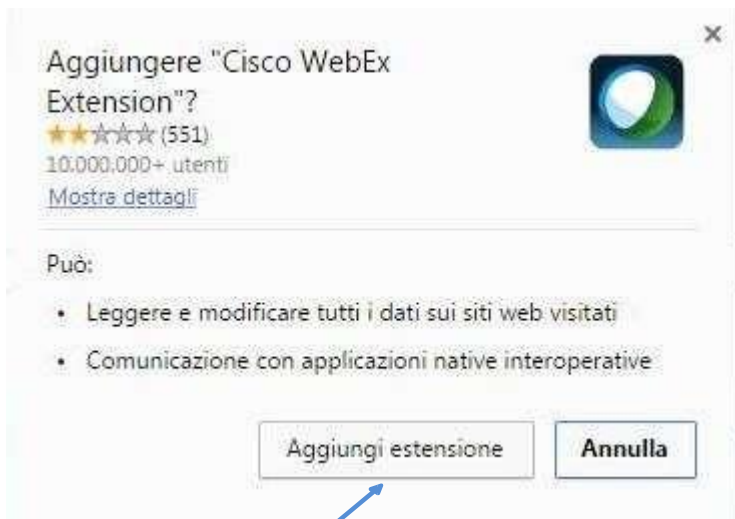 Aggiungere "Cisco WebEx
Extension"?
(551)
10.000.000+ utenti
Mostra dettagli
Può:
• Leggere e modificare tutti i dati sui siti web visitati
• Comunicazione con applicazioni native interoperative
Aggiungi estensione
Annulla